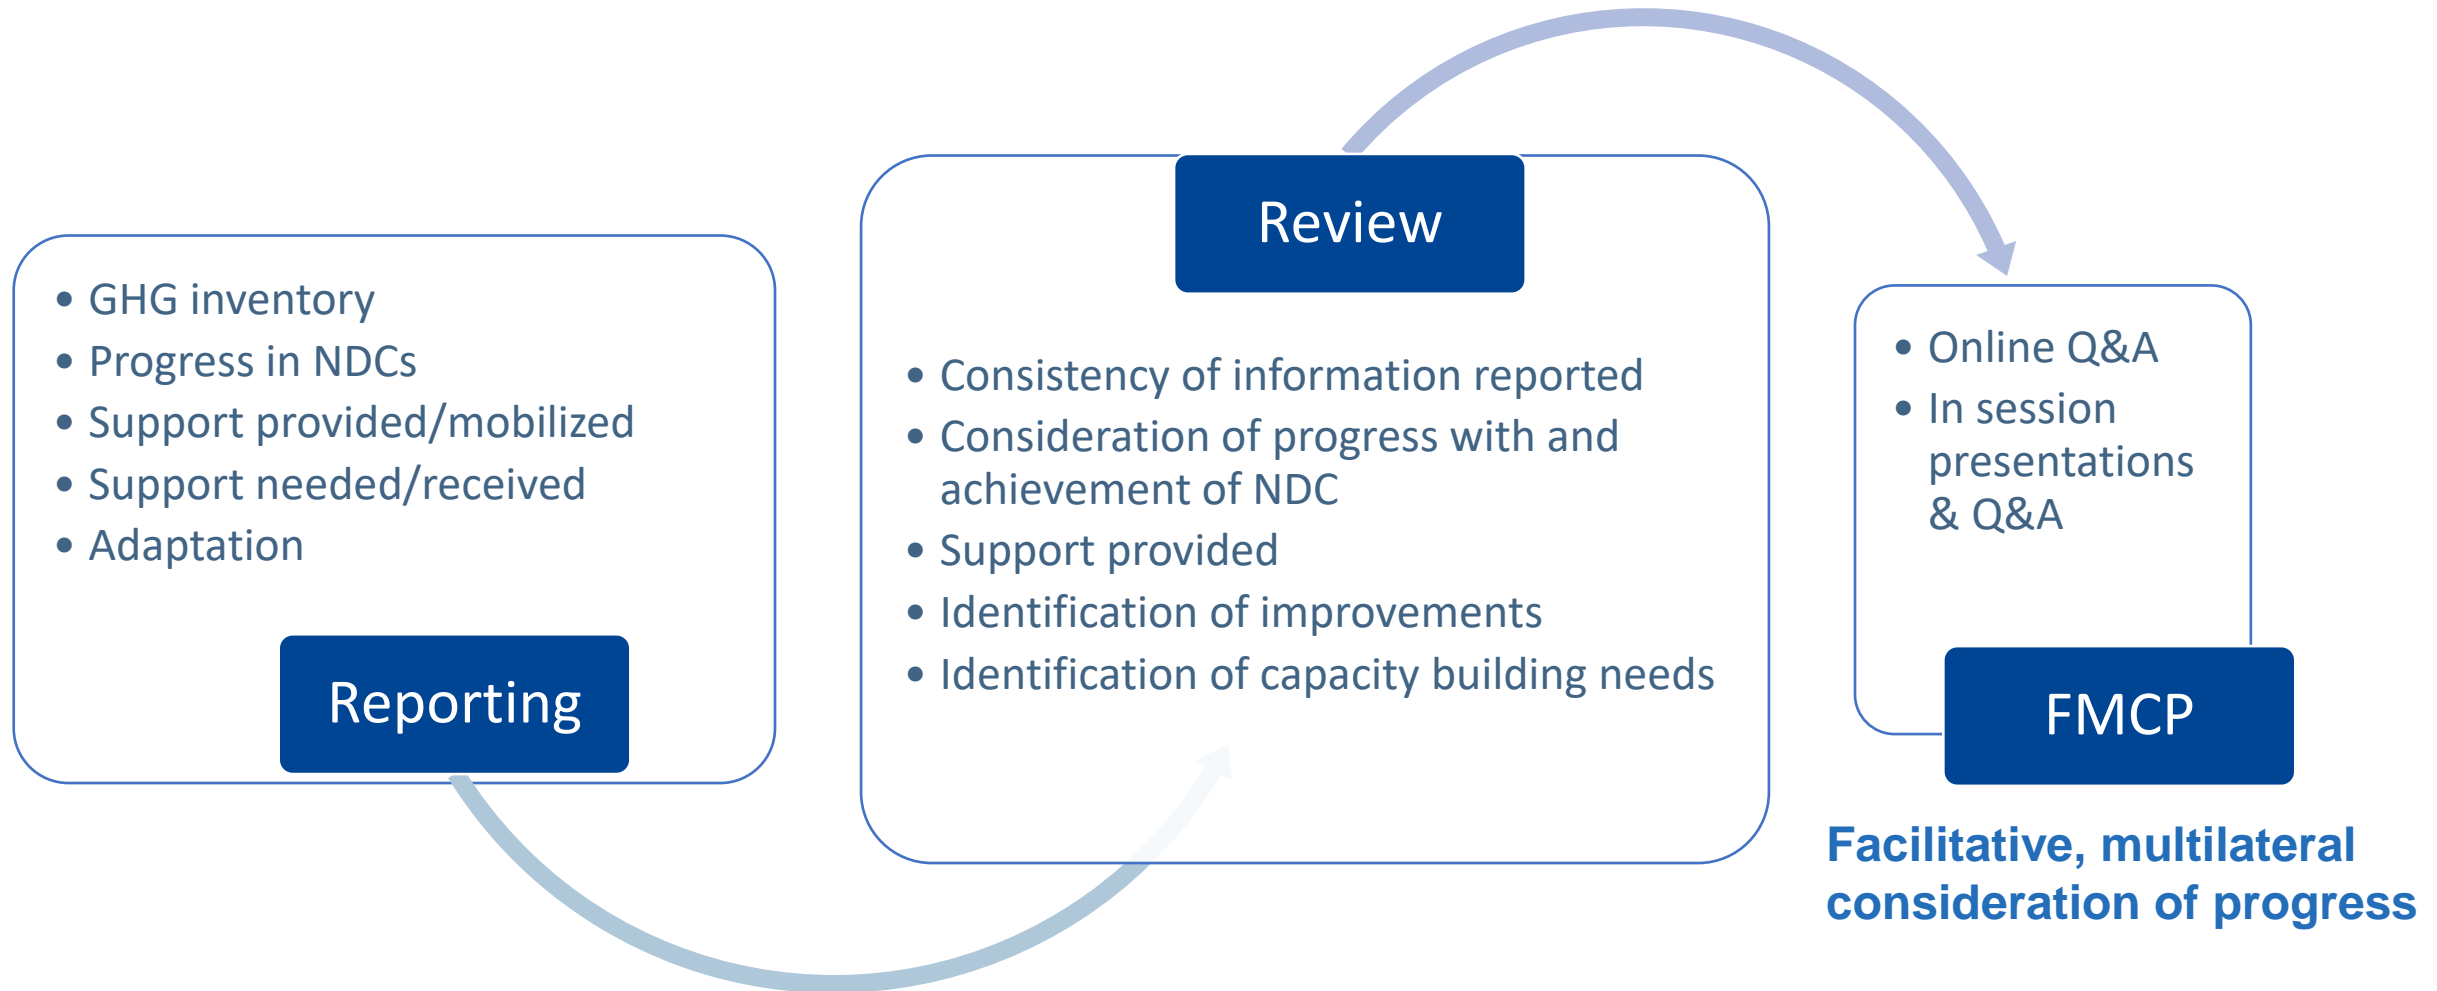 • GHG inventory
• Progress in NDCs
• Support provided/mobilized
• Support needed/received
• Adaptation
Reporting
Review
• Consistency of information reported
• Consideration of progress with and
achievement of NDC
• Support provided
• Identification of improvements
• Identification of capacity building needs
• Online Q&A
• In session
presentations
& Q&A
FMCP
Facilitative, multilateral
consideration of progress